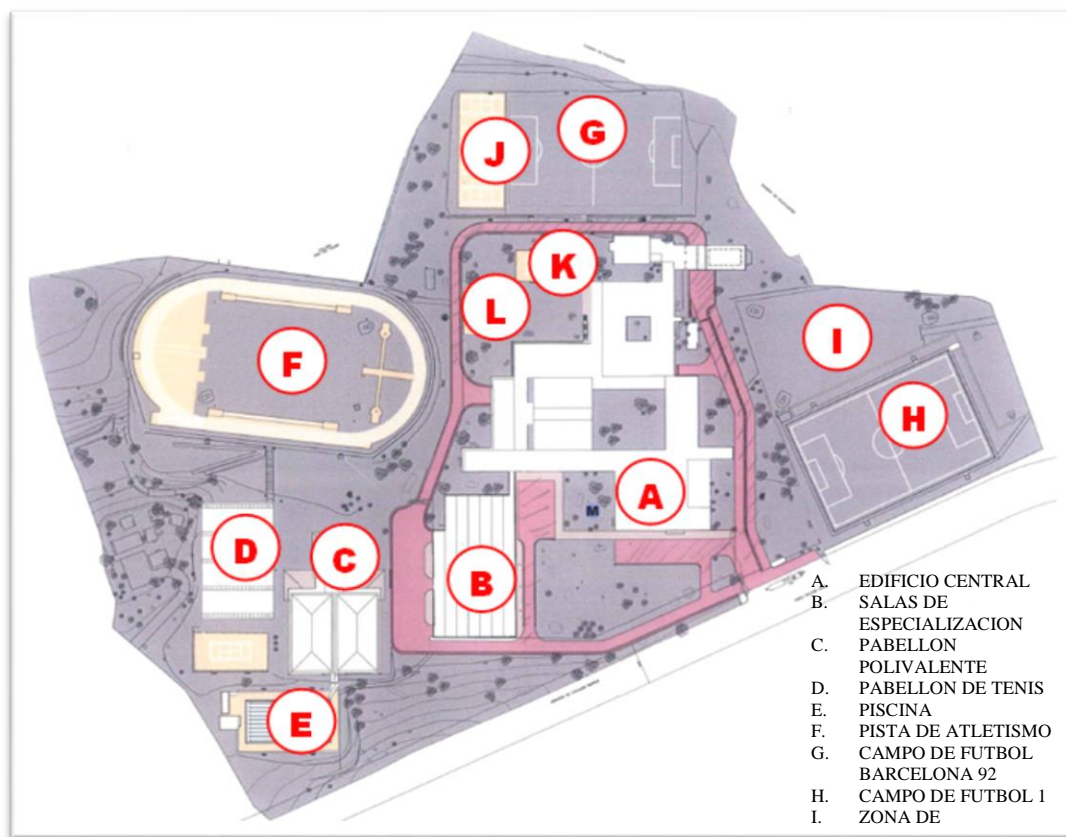 J
G
K
L
I
F
H
A
M
D
C
B
E
A. EDIFICIO CENTRAL
B. SALAS DE
ESPECIALIZACION
C. PABELLON
POLIVALENTE
D. PABELLON DE TENIS
E. PISCINA
F. PISTA DE ATLETISMO
G. CAMPO DE FUTBOL
BARCELONA 92
H. CAMPO DE FUTBOL 1
I. ZONA DE